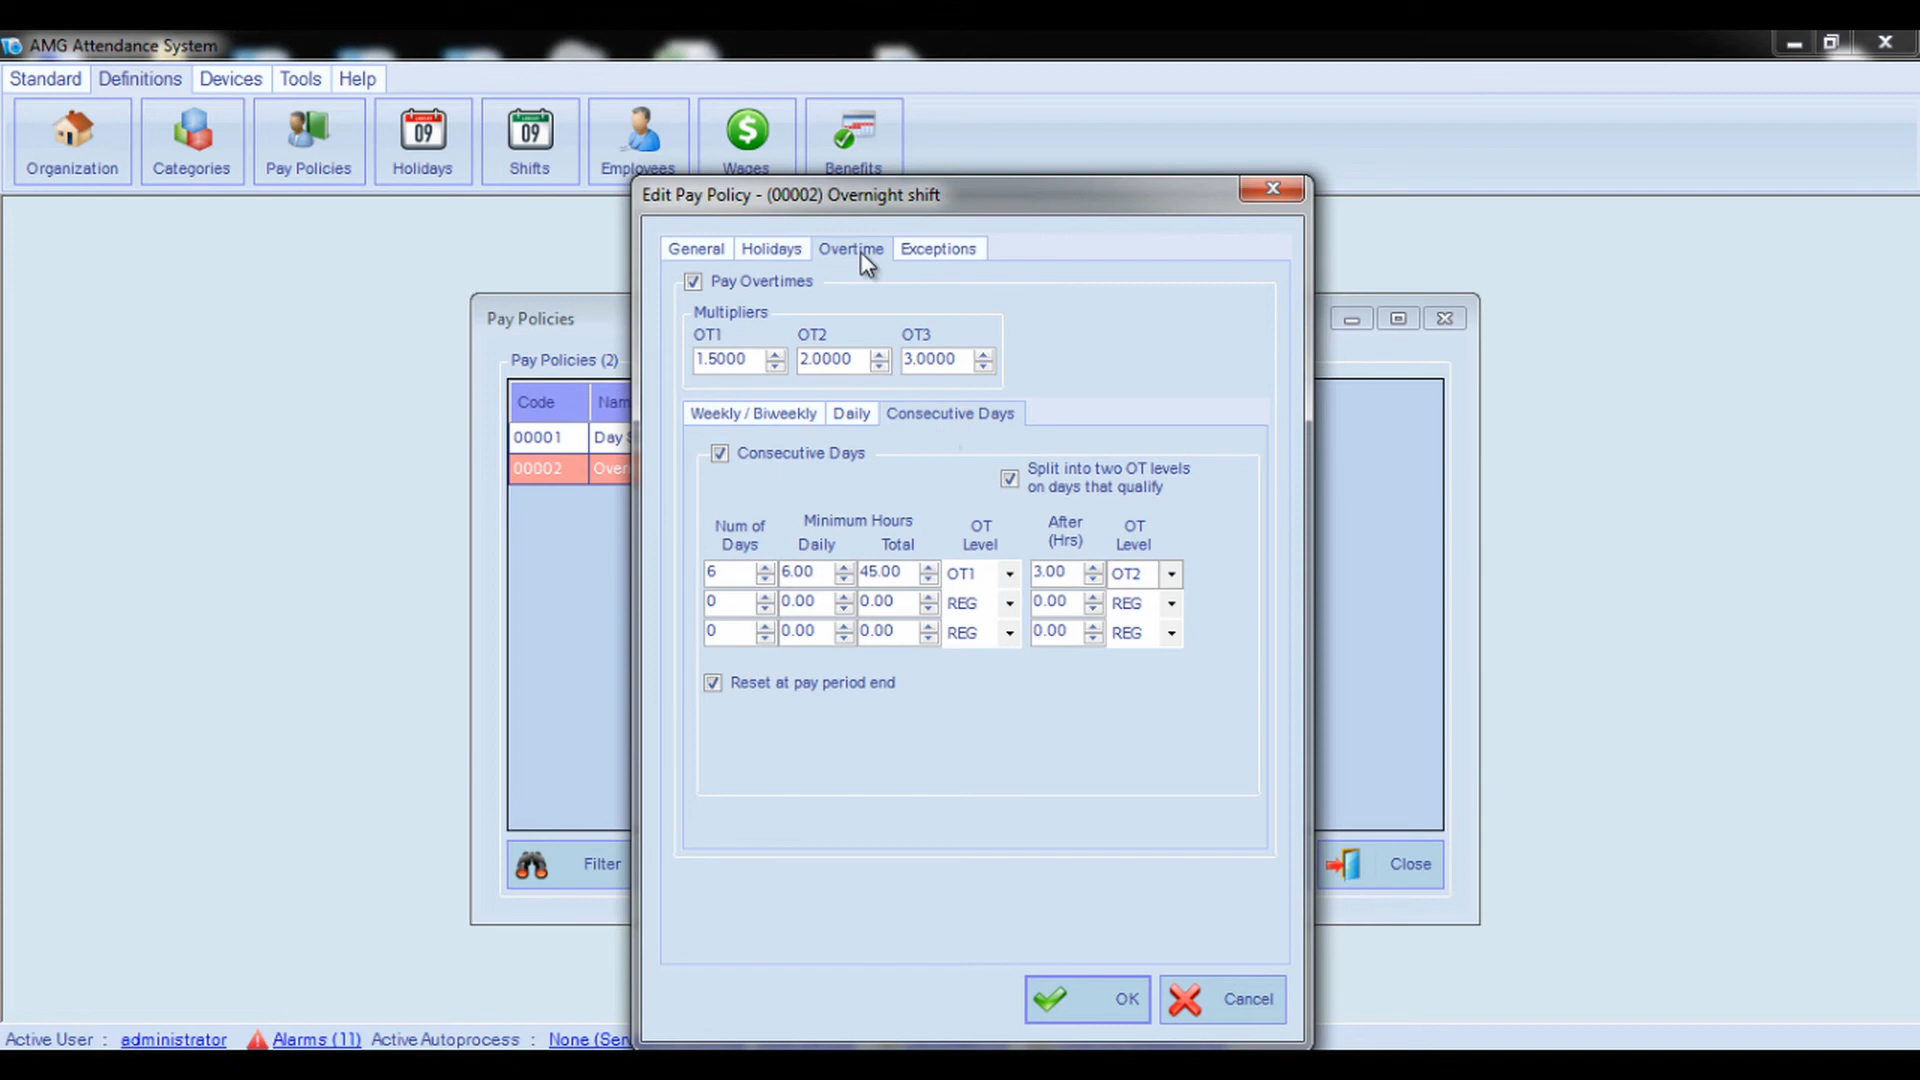 AMG Attendance System
Standard Definitions Devices Tools Help
Organization Categories Pay Policies Holidays Shifts Employees Wages Benefits
09 09 $
Edit Pay Policy - (00002) Overnight shift
General Holidays Overtime Exceptions
Pay Overtimes
Multipliers
OT1 OT2 OT3
1.5000 2.0000 3.0000
Weekly / Biweekly Daily Consecutive Days
Consecutive Days
Split into two OT levels
on days that qualify
Num of Days Minimum Hours Daily Total OT Level After (Hrs) OT Level
6 6.00 45.00 OT1 3.00 OT2
0 0.00 0.00 REG 0.00 REG
0 0.00 0.00 REG 0.00 REG
Reset at pay period end
OK Cancel
Pay Policies
Pay Policies (2)
Code
00001 Day
00002
Filter
Close
Active User : administrator Alarms (11) Active Autoprocess : None